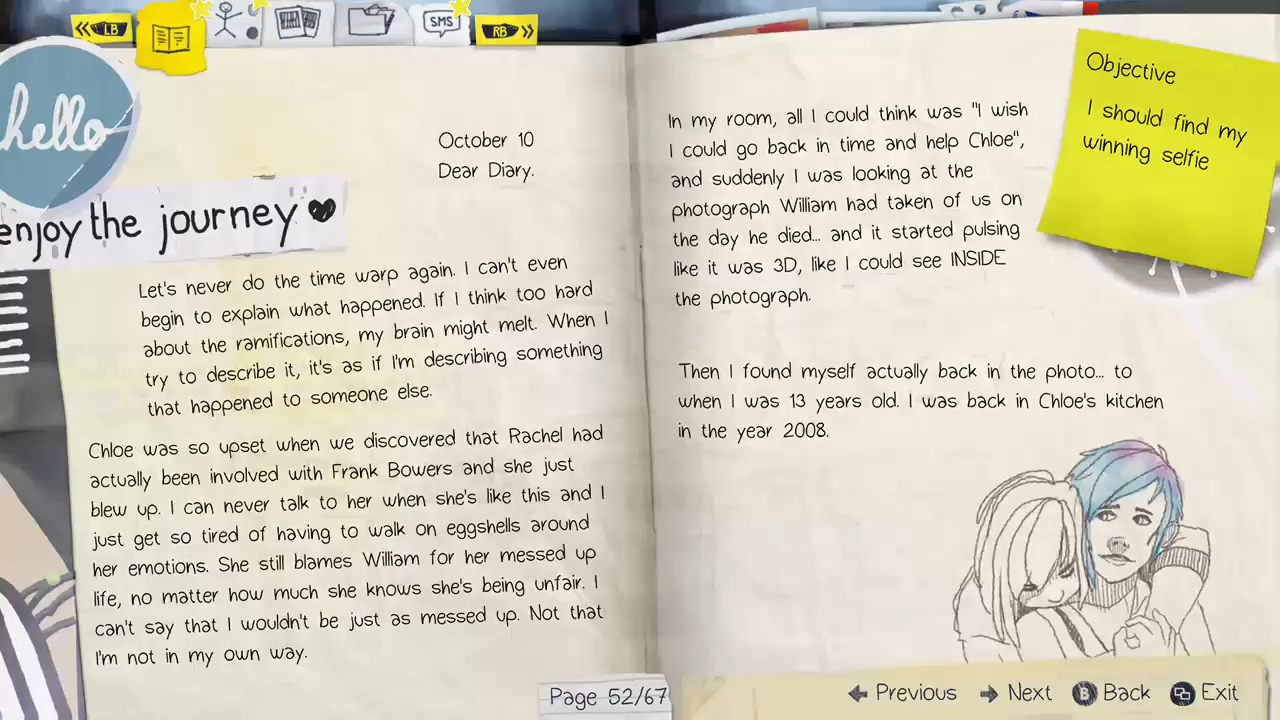 LB
SMS
RB
hello
enjoy the journey
October 10
Dear Diary.
Let's never do the time warp again. I can't even
begin to explain what happened. If I think too hard
about the ramifications, my brain might melt. When I
try to describe it, it's as if I'm describing something
that happened to someone else.
Chloe was so upset when we discovered that Rachel had
actually been involved with Frank Bowers and she just
blew up. I can never talk to her when she's like this and I
just get so tired of having to walk on eggshells around
her emotions. She still blames William for her messed up
life, no matter how much she knows she's being unfair. I
can't say that I wouldn't be just as messed up. Not that
I'm not in my own way.
In my room, all I could think was "I wish
I could go back in time and help Chloe",
and suddenly I was looking at the
photograph William had taken of us on
the day he died... and it started pulsing
like it was 3D, like I could see INSIDE
the photograph.
Then I found myself actually back in the photo... to
when I was 13 years old. I was back in Chloe's kitchen
in the year 2008.
Objective
I should find my
winning selfie
Page 52/67
Previous
Next
B Back
Exit